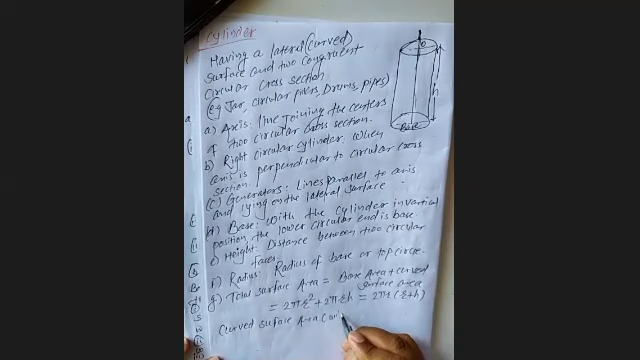 Cylinder
Having a lateral (curved)
surface and two congruent
circular cross section
eg Jar, circular pillers, Drums, pipes)
a) Axis: Line joining the centers
of two circular cross section.
b) Right circular cylinder: When
axis is perpendicular to circular cross
section.
(c) Generators: Lines parallel to axis
and lying on the lateral surface
d) Base: With the cylinder in vertical
position, the lower circular end is base.
e) Height: Distance between two circular
faces.
f) Radius: Radius of base or top circle.
g) Total surface Area = Base Area + curved
surface area
= 2πr² + 2πrh = 2πr (r+h)
Curved surface Area (
h
Base